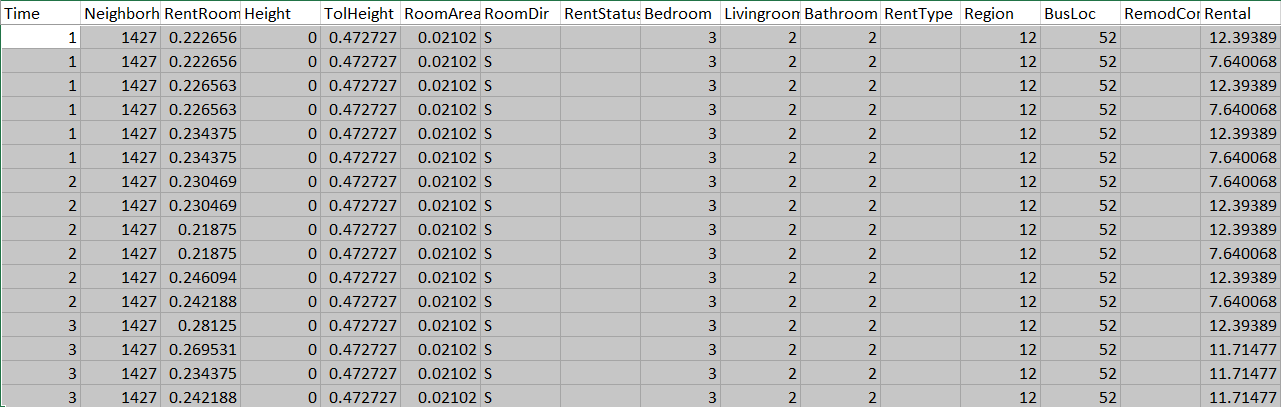 Time Neighborh RentRoom Height TolHeight RoomArea RoomDir RentStatus Bedroom Livingroom Bathroom RentType Region BusLoc RemodCor Rental
1 1427 0.222656 0 0.472727 0.02102 S 3 2 2 12 52 12.39389
1 1427 0.222656 0 0.472727 0.02102 S 3 2 2 12 52 7.640068
1 1427 0.226563 0 0.472727 0.02102 S 3 2 2 12 52 12.39389
1 1427 0.226563 0 0.472727 0.02102 S 3 2 2 12 52 7.640068
1 1427 0.234375 0 0.472727 0.02102 S 3 2 2 12 52 12.39389
1 1427 0.234375 0 0.472727 0.02102 S 3 2 2 12 52 7.640068
2 1427 0.230469 0 0.472727 0.02102 S 3 2 2 12 52 7.640068
2 1427 0.230469 0 0.472727 0.02102 S 3 2 2 12 52 12.39389
2 1427 0.21875 0 0.472727 0.02102 S 3 2 2 12 52 12.39389
2 1427 0.21875 0 0.472727 0.02102 S 3 2 2 12 52 7.640068
2 1427 0.246094 0 0.472727 0.02102 S 3 2 2 12 52 12.39389
2 1427 0.242188 0 0.472727 0.02102 S 3 2 2 12 52 7.640068
3 1427 0.28125 0 0.472727 0.02102 S 3 2 2 12 52 12.39389
3 1427 0.269531 0 0.472727 0.02102 S 3 2 2 12 52 11.71477
3 1427 0.234375 0 0.472727 0.02102 S 3 2 2 12 52 11.71477
3 1427 0.242188 0 0.472727 0.02102 S 3 2 2 12 52 11.71477